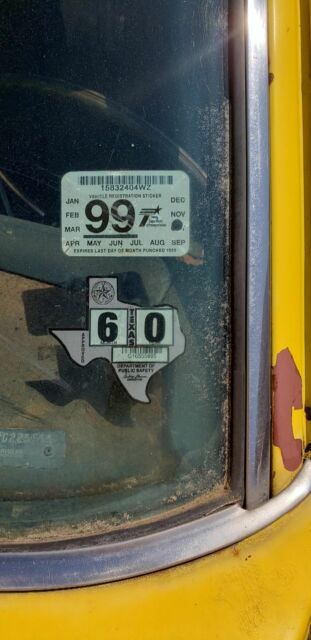 15832404WZ
VEHICLE REGISTRATION STICKER
JAN DEC
FEB 99 T NOV
MAR
APR MAY JUN JUL AUG SEP
EXPIRES LAST DAY OF MONTH PUNCHED 1999
6 TEXAS 0
DEPARTMENT OF
PUBLIC SAFETY